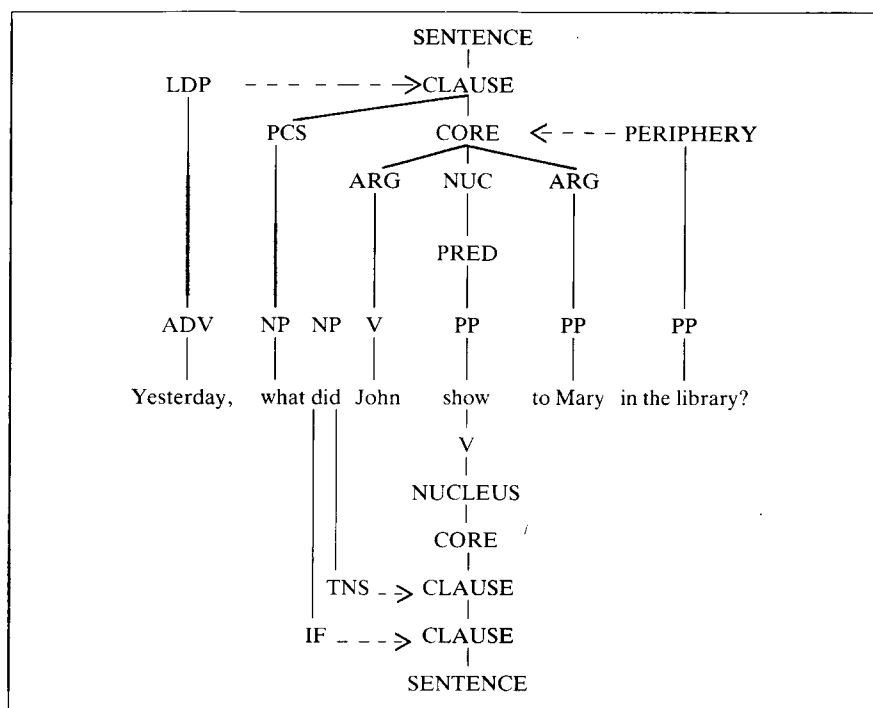 SENTENCE
LDP CLAUSE
PCS CORE PERIPHERY
ARG NUC ARG
PRED
ADV NP NP V PP PP PP
Yesterday, what did John show to Mary in the library?
V
NUCLEUS
CORE
TNS CLAUSE
IF CLAUSE
SENTENCE